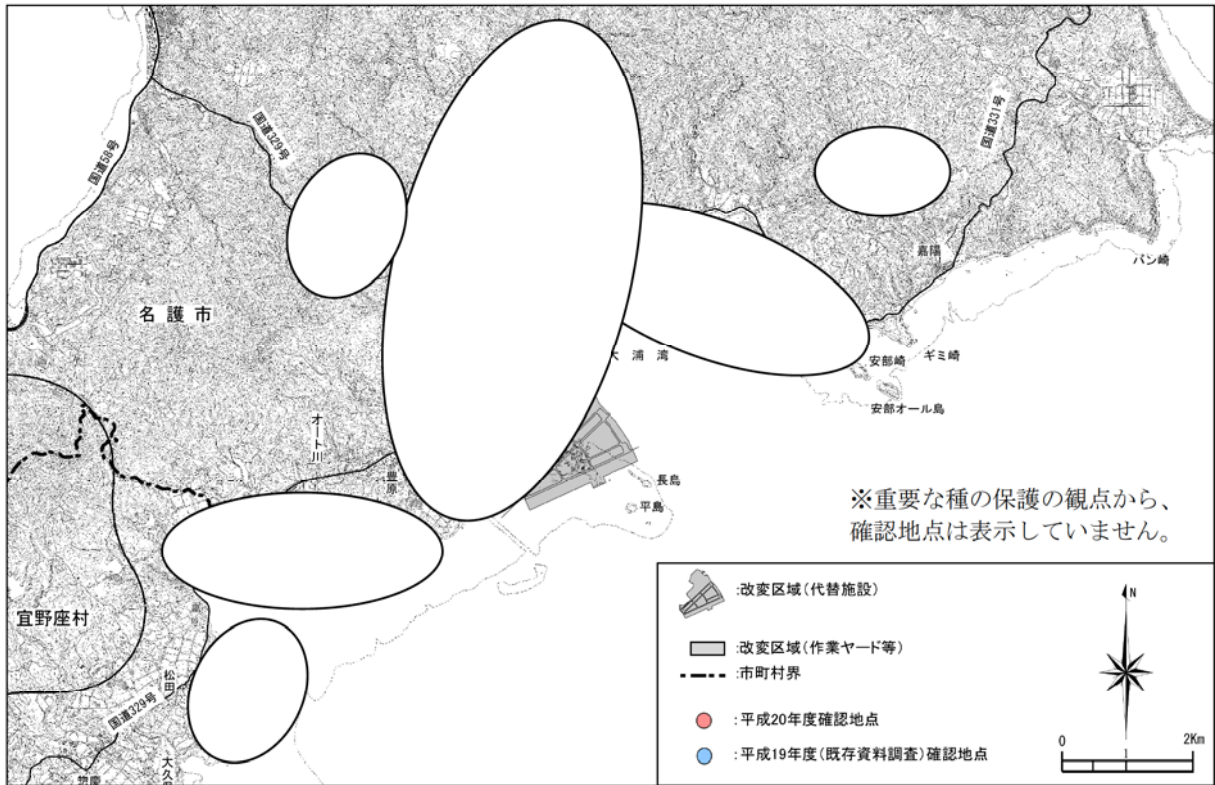 国道58号
国道329号
国道331号
嘉陽
バン崎
名護市
大浦湾
安部崎
ギミ崎
安部オール島
オート川
豊原
長島
平島
※重要な種の保護の観点から、
確認地点は表示していません。
宜野座村
松田
国道329号
惣慶
:改変区域(代替施設)
:改変区域(作業ヤード等)
:市町村界
:平成20年度確認地点
:平成19年度(既存資料調査)確認地点
N
0 2Km